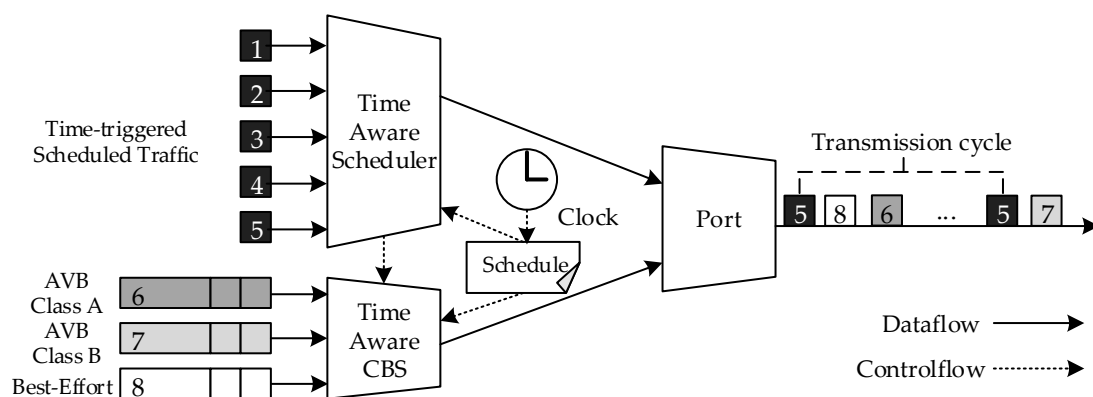 1
2
3
4
5
Time-triggered
Scheduled Traffic
Time
Aware
Scheduler
Clock
Schedule
AVB
Class A
6
AVB
Class B
7
Best-Effort
8
Time
Aware
CBS
Port
Transmission cycle
5 8 6 ... 5 7
Dataflow
Controlflow